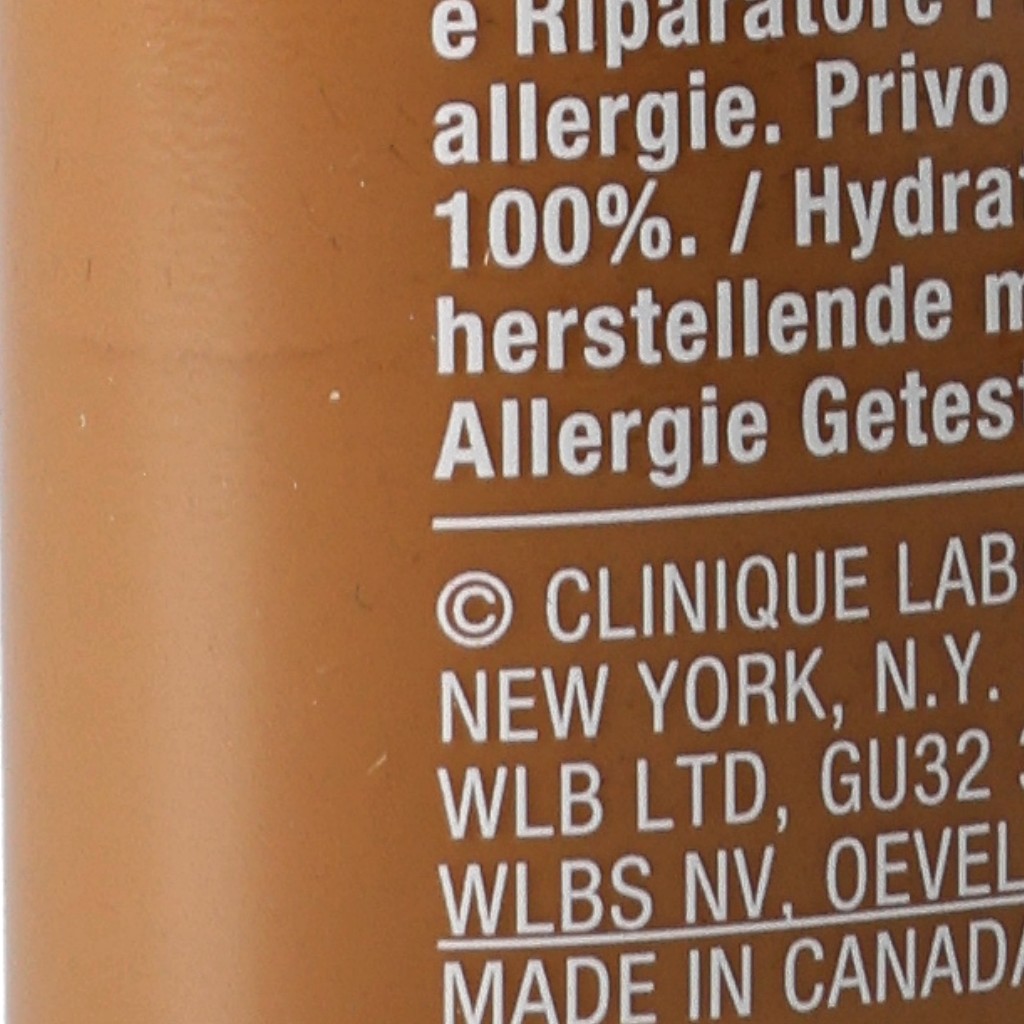 e Riparatore
allergie. Privo
100%. / Hydrat
herstellende m
Allergie Getest
© CLINIQUE LAB
NEW YORK, N.Y.
WLB LTD, GU32 3
WLBS NV, OEVEL
MADE IN CANADA